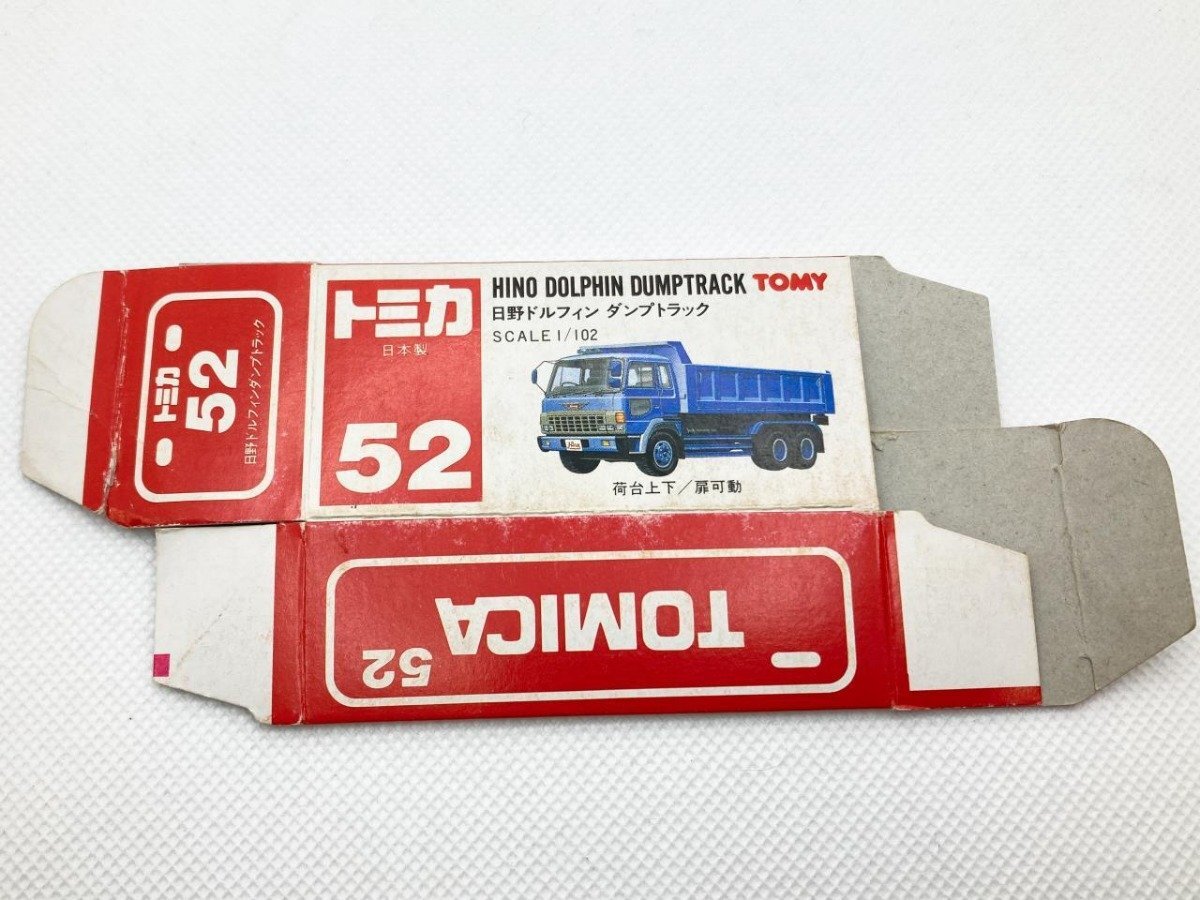 トミカ
日本製
52
HINO DOLPHIN DUMPTRACK TOMY
日野ドルフィン ダンプトラック
SCALE 1/102
荷台上下／扉可動
トミカ
52
日野ドルフィンダンプトラック
TOMICA
52